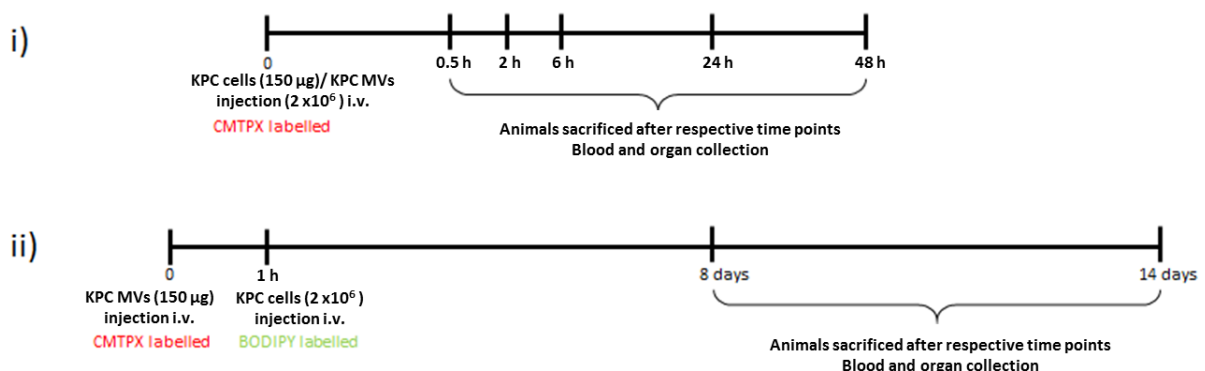 i)
0 0.5 h 2 h 6 h 24 h 48 h
KPC cells (150 µg)/ KPC MVs
injection (2 x10⁶ ) i.v.
CMTPX labelled
Animals sacrificed after respective time points
Blood and organ collection
ii)
0 1 h 8 days 14 days
KPC MVs (150 µg)
injection i.v.
CMTPX labelled
KPC cells (2 x10⁶ )
injection i.v.
BODIPY labelled
Animals sacrificed after respective time points
Blood and organ collection